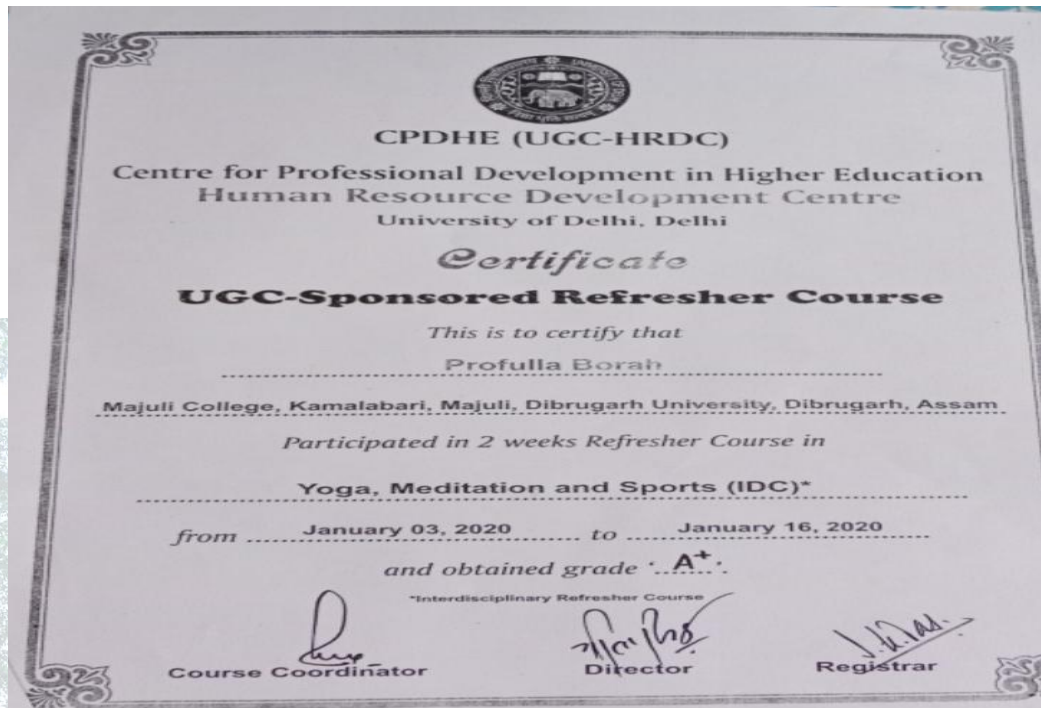 CPDHE (UGC-HRDC)
Centre for Professional Development in Higher Education
Human Resource Development Centre
University of Delhi, Delhi
Certificate
UGC-Sponsored Refresher Course
This is to certify that
Profulla Borah
Majuli College, Kamalabari, Majuli, Dibrugarh University, Dibrugarh, Assam
Participated in 2 weeks Refresher Course in
Yoga, Meditation and Sports (IDC)*
from January 03, 2020 to January 16, 2020
and obtained grade 'A+'.
*Interdisciplinary Refresher Course
Course Coordinator Director Registrar